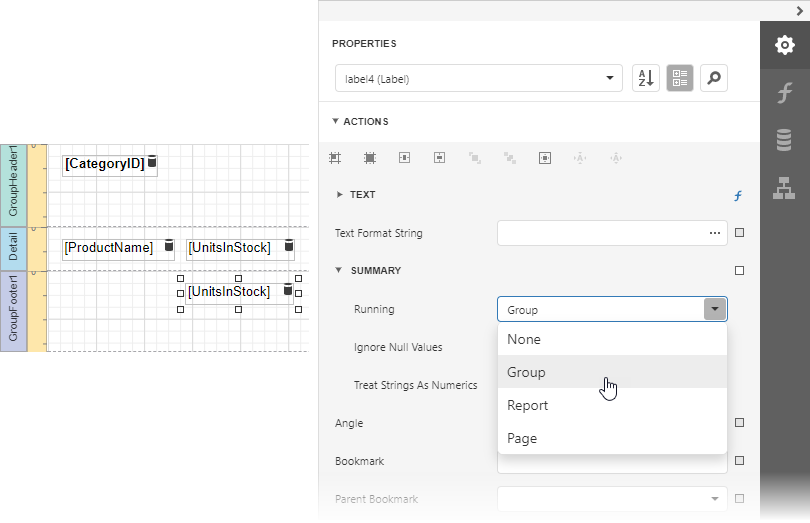 GroupHeader1
[CategoryID]
Detail
[ProductName]
[UnitsInStock]
GroupFooter1
[UnitsInStock]
PROPERTIES
label4 (Label)
ACTIONS
TEXT
Text Format String
SUMMARY
Running
Group
None
Group
Report
Page
Ignore Null Values
Treat Strings As Numerics
Angle
Bookmark
Parent Bookmark